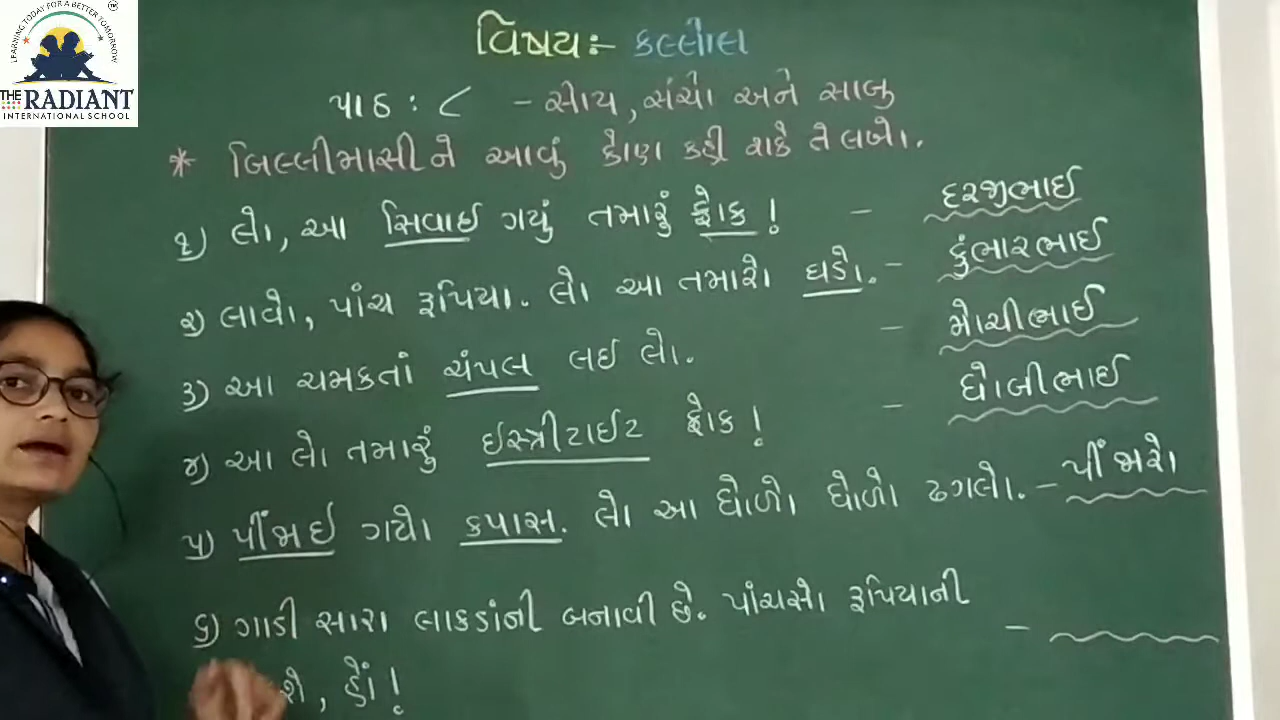 LEARNING TODAY FOR A BETTER TOMORROW
TM
THE RADIANT
INTERNATIONAL SCHOOL
વિષય:- કલ્લોલ
પાઠ : ૮ - સોય, સંચો અને સાબુ
* બિલ્લીમાસીને આવું કોણ કહી શકે તે લખો.
૧) લો, આ સિવાઈ ગયું તમારું ફ્રોક ! - દરજીભાઈ
૨) લાવો, પાંચ રૂપિયા. લો આ તમારો ઘડો. - કુંભારભાઈ
૩) આ ચમકતાં ચંપલ લઈ લો. - મોચીભાઈ
૪) આ લો તમારું ઈસ્ત્રીટાઈટ ફ્રોક ! - ધોબીભાઈ
૫) પીંજાઈ ગયો કપાસ. લો આ ધોળો ધોળો ઢગલો. - પીંજારો
૬) ગાડી સારા લાકડાંની બનાવી છે. પાંચસો રૂપિયાની -
, હોં !